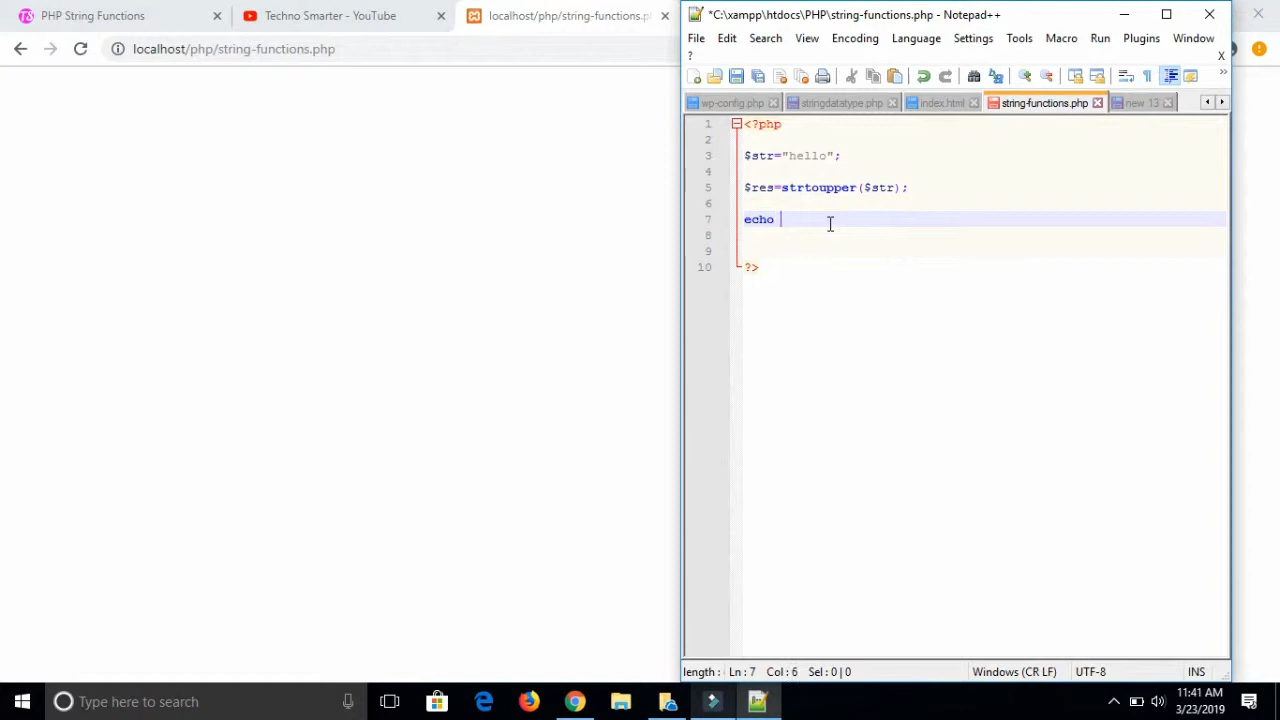 PHP String Functions
Techno Smarter - YouTube
localhost/php/string-functions.p
localhost/php/string-functions.php
*C:\xampp\htdocs\PHP\string-functions.php - Notepad++
File Edit Search View Encoding Language Settings Tools Macro Run Plugins Window
? X
wp-config.php stringdatatype.php index.html string-functions.php new 13
1 <?php
2
3 $str="hello";
4
5 $res=strtoupper($str);
6
7 echo
8
9
10 ?>
length : Ln : 7 Col : 6 Sel : 0 | 0 Windows (CR LF) UTF-8 INS
Type here to search
11:41 AM
3/23/2019